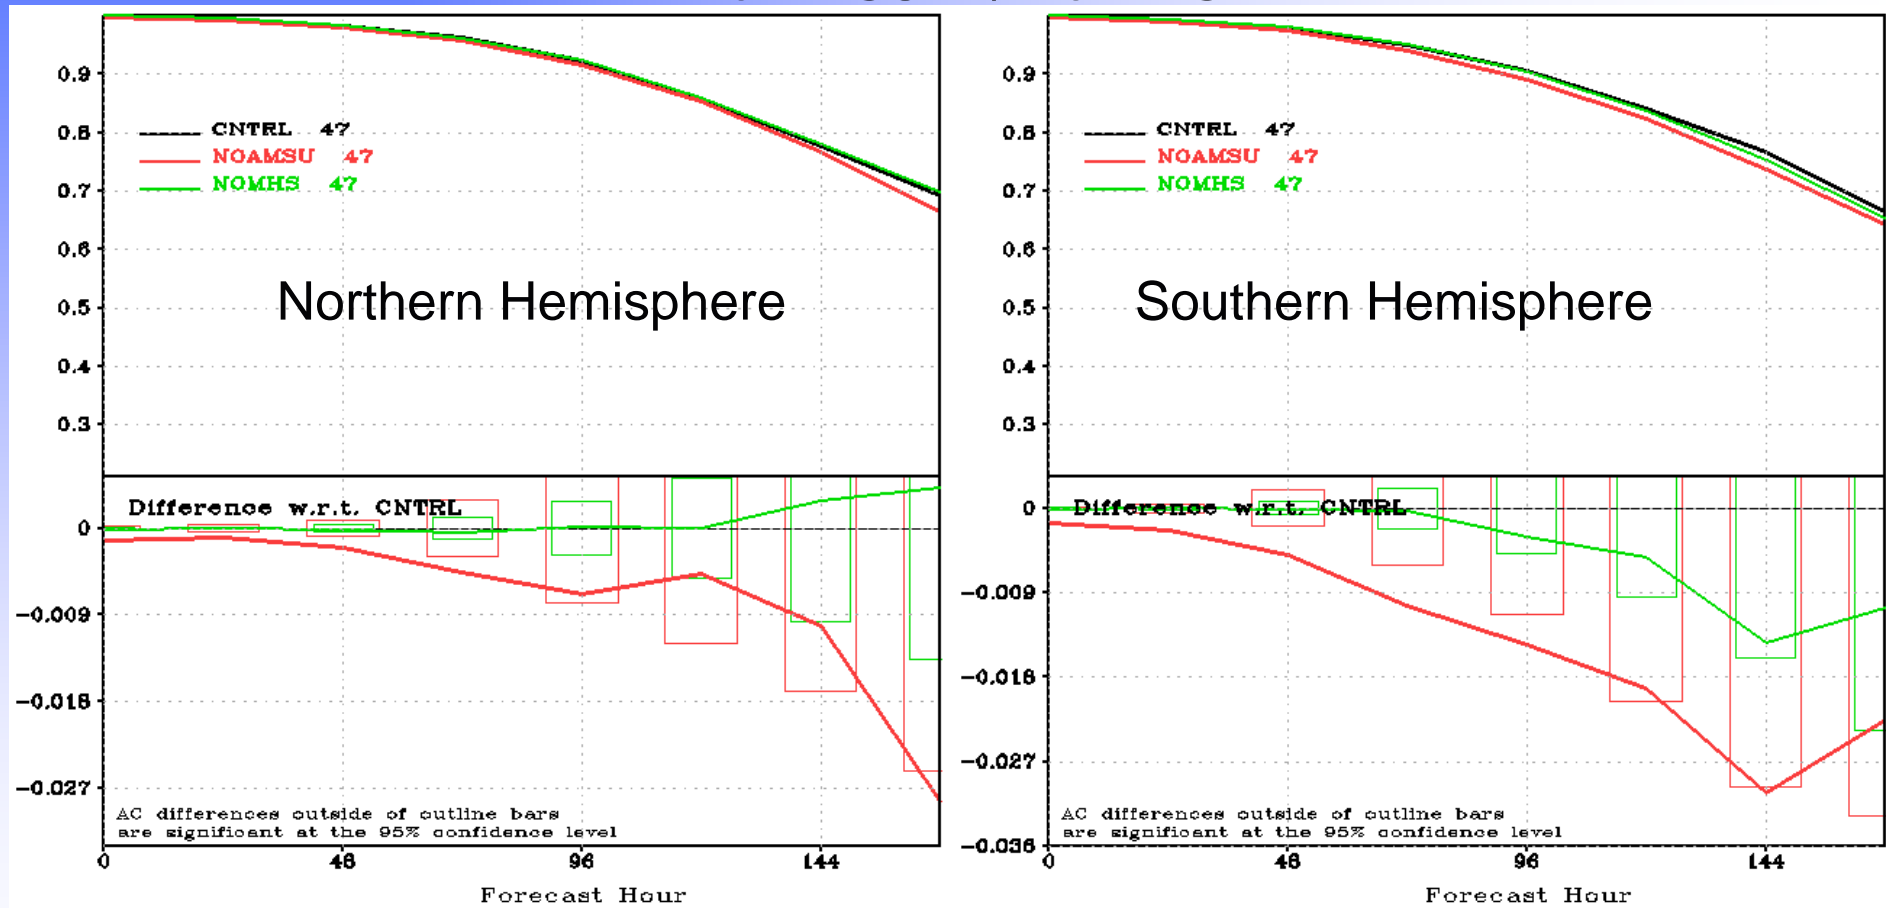 0.9
0.8
0.7
0.6
0.5
0.4
0.3
CNTRL 47
NOAMSU 47
NOMHS 47
Northern Hemisphere
Difference w.r.t. CNTRL
0
-0.009
-0.018
-0.027
AC differences outside of outline bars
are significant at the 95% confidence level
0 48 96 144
Forecast Hour
0.9
0.8
0.7
0.6
0.5
0.4
0.3
CNTRL 47
NOAMSU 47
NOMHS 47
Southern Hemisphere
Difference w.r.t. CNTRL
0
-0.009
-0.018
-0.027
-0.036
AC differences outside of outline bars
are significant at the 95% confidence level
0 48 96 144
Forecast Hour